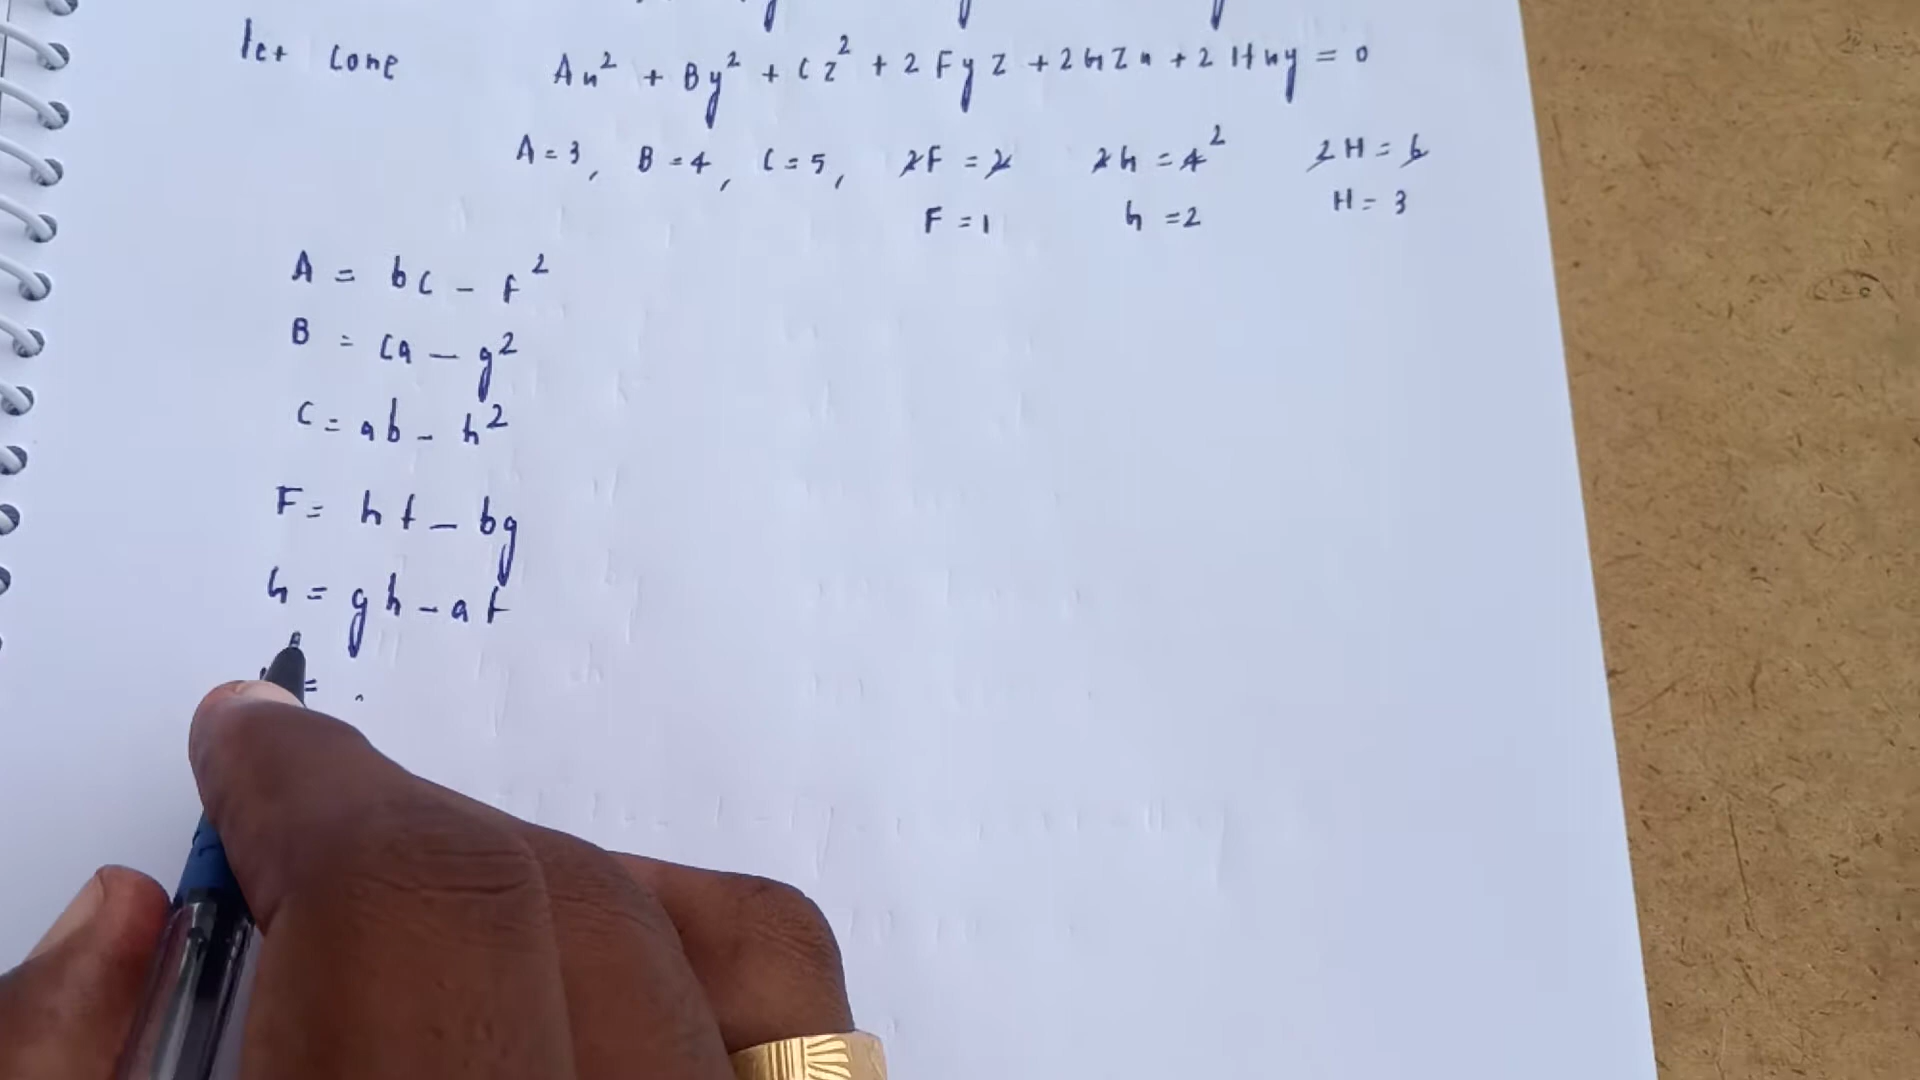 let cone Ax² + By² + Cz² + 2Fyz + 2Gzx + 2Hxy = 0
A = 3, B = 4, C = 5, 2F = 2 2G = 4 2 2H = 6
F = 1 G = 2 H = 3
A = bc - f²
B = ca - g²
C = ab - h²
F = hf - bg
G = gh - af
=